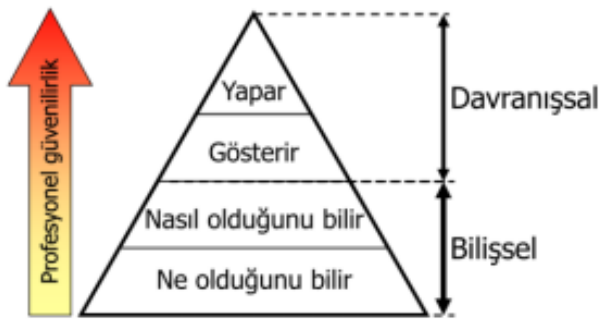 Profesyonel güvenilirlik
Yapar
Gösterir
Nasıl olduğunu bilir
Ne olduğunu bilir
Davranışsal
Bilişsel